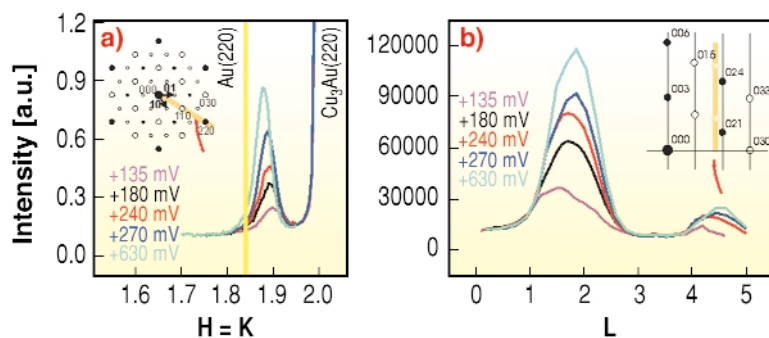 a)
Intensity [a.u.]
1.2
0.9
0.6
0.3
0.0
1.6
1.7
1.8
1.9
2.0
H = K
Au(220)
Cu₃Au(220)
000
01
10
110
030
220
+135 mV
+180 mV
+240 mV
+270 mV
+630 mV
b)
120000
90000
60000
30000
0
0
1
2
3
4
5
L
+135 mV
+180 mV
+240 mV
+270 mV
+630 mV
006
016
003
024
033
021
000
030